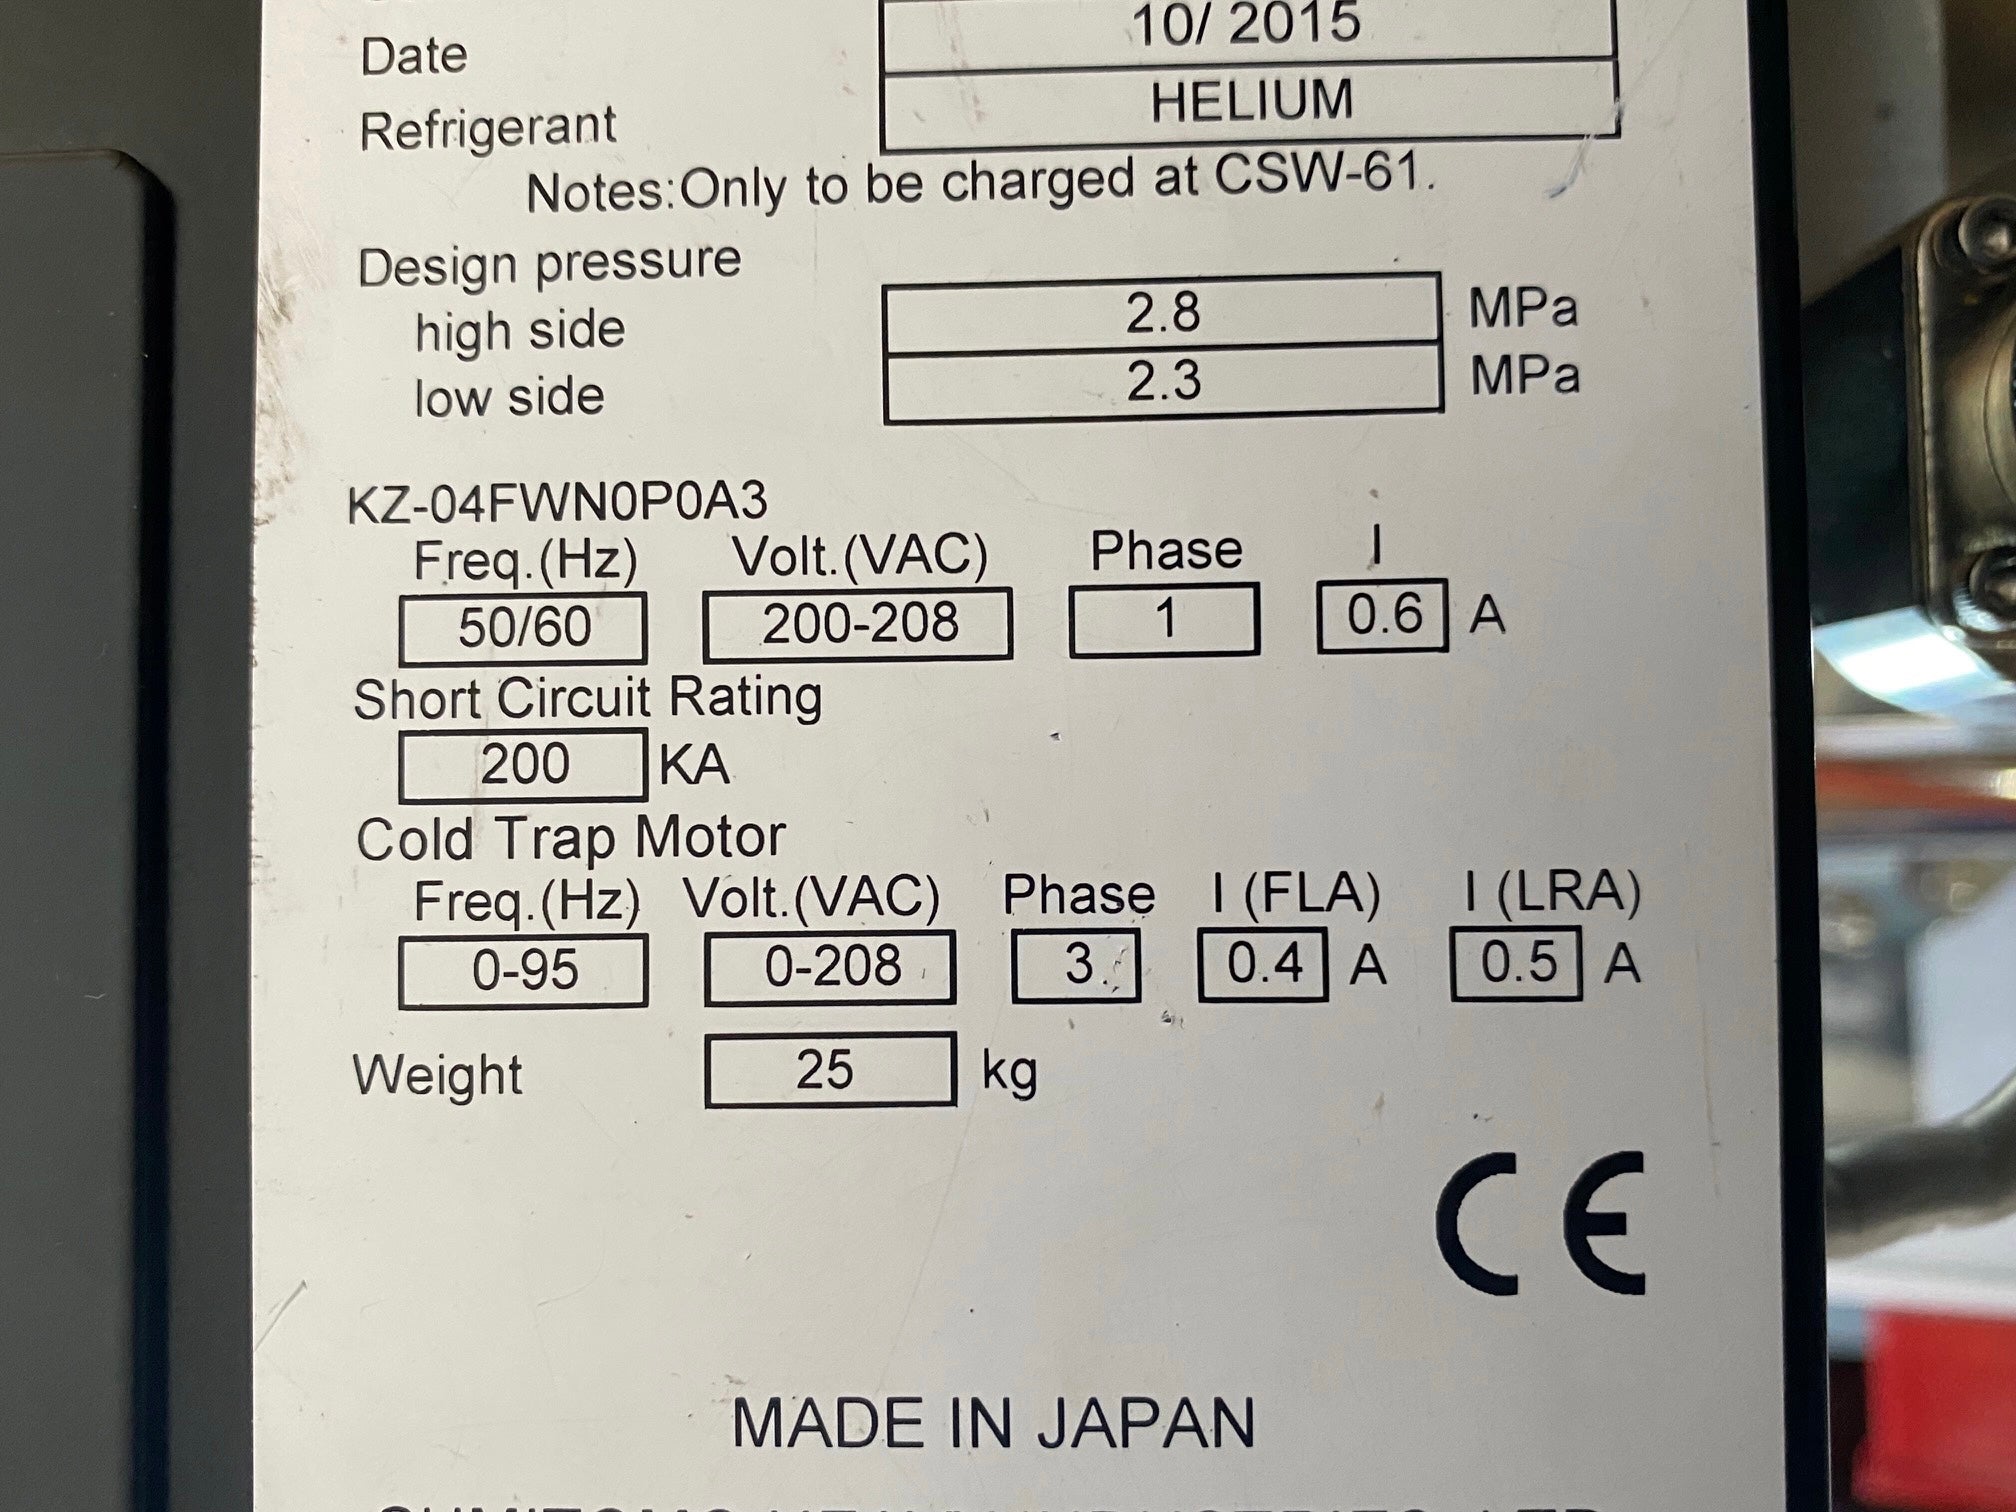 Date 10/ 2015
Refrigerant HELIUM
Notes:Only to be charged at CSW-61.
Design pressure
high side 2.8 MPa
low side 2.3 MPa
KZ-04FWN0P0A3
Freq.(Hz) Volt.(VAC) Phase I
50/60 200-208 1 0.6 A
Short Circuit Rating
200 KA
Cold Trap Motor
Freq.(Hz) Volt.(VAC) Phase I (FLA) I (LRA)
0-95 0-208 3 0.4 A 0.5 A
Weight 25 kg
CE
MADE IN JAPAN